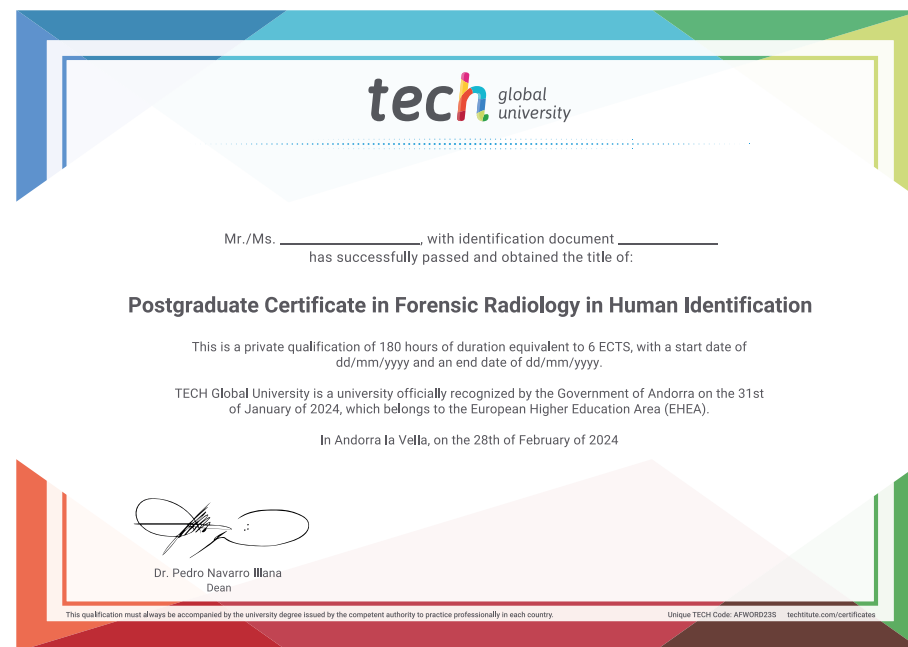 tech global university
Mr./Ms. ____________________, with identification document ______________
has successfully passed and obtained the title of:
Postgraduate Certificate in Forensic Radiology in Human Identification
This is a private qualification of 180 hours of duration equivalent to 6 ECTS, with a start date of
dd/mm/yyyy and an end date of dd/mm/yyyy.
TECH Global University is a university officially recognized by the Government of Andorra on the 31st
of January of 2024, which belongs to the European Higher Education Area (EHEA).
In Andorra la Vella, on the 28th of February of 2024
Dr. Pedro Navarro Illana
Dean
This qualification must always be accompanied by the university degree issued by the competent authority to practice professionally in each country.
Unique TECH Code: AFWORD23S techtitute.com/certificates